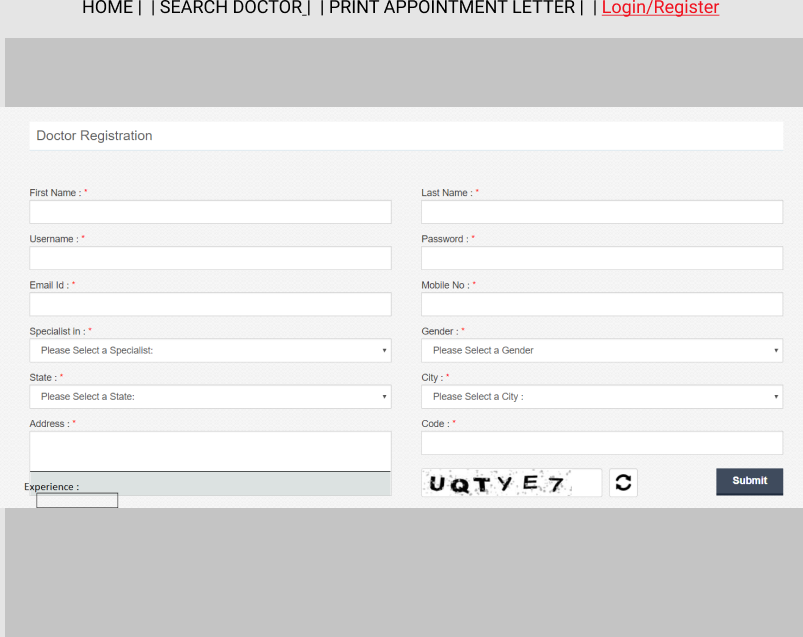 HOME | | SEARCH DOCTOR | | PRINT APPOINTMENT LETTER | | Login/Register
Doctor Registration
First Name : *
Last Name : *
Username : *
Password : *
Email Id : *
Mobile No : *
Specialist in : *
Gender : *
Please Select a Specialist:
Please Select a Gender
State : *
City : *
Please Select a State:
Please Select a City :
Address : *
Code : *
Experience :
UQTYE7
Submit